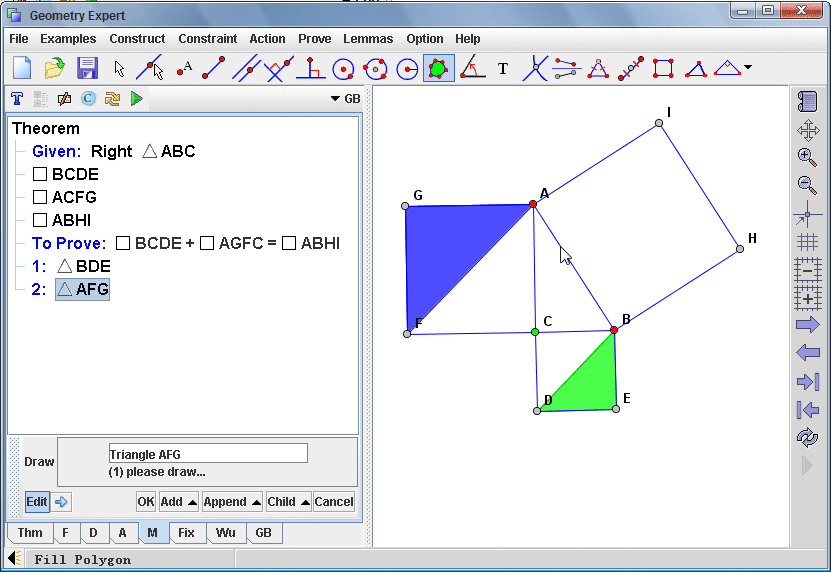 Geometry Expert
File Examples Construct Constraint Action Prove Lemmas Option Help
A T
T C GB
Theorem
Given: Right △ ABC
□ BCDE
□ ACFG
□ ABHI
To Prove: □ BCDE + □ AGFC = □ ABHI
1: △ BDE
2: △ AFG
I
G A
H
F C B
D E
Draw Triangle AFG
(1) please draw...
Edit OK Add Append Child Cancel
Thm F D A M Fix Wu GB
Fill Polygon